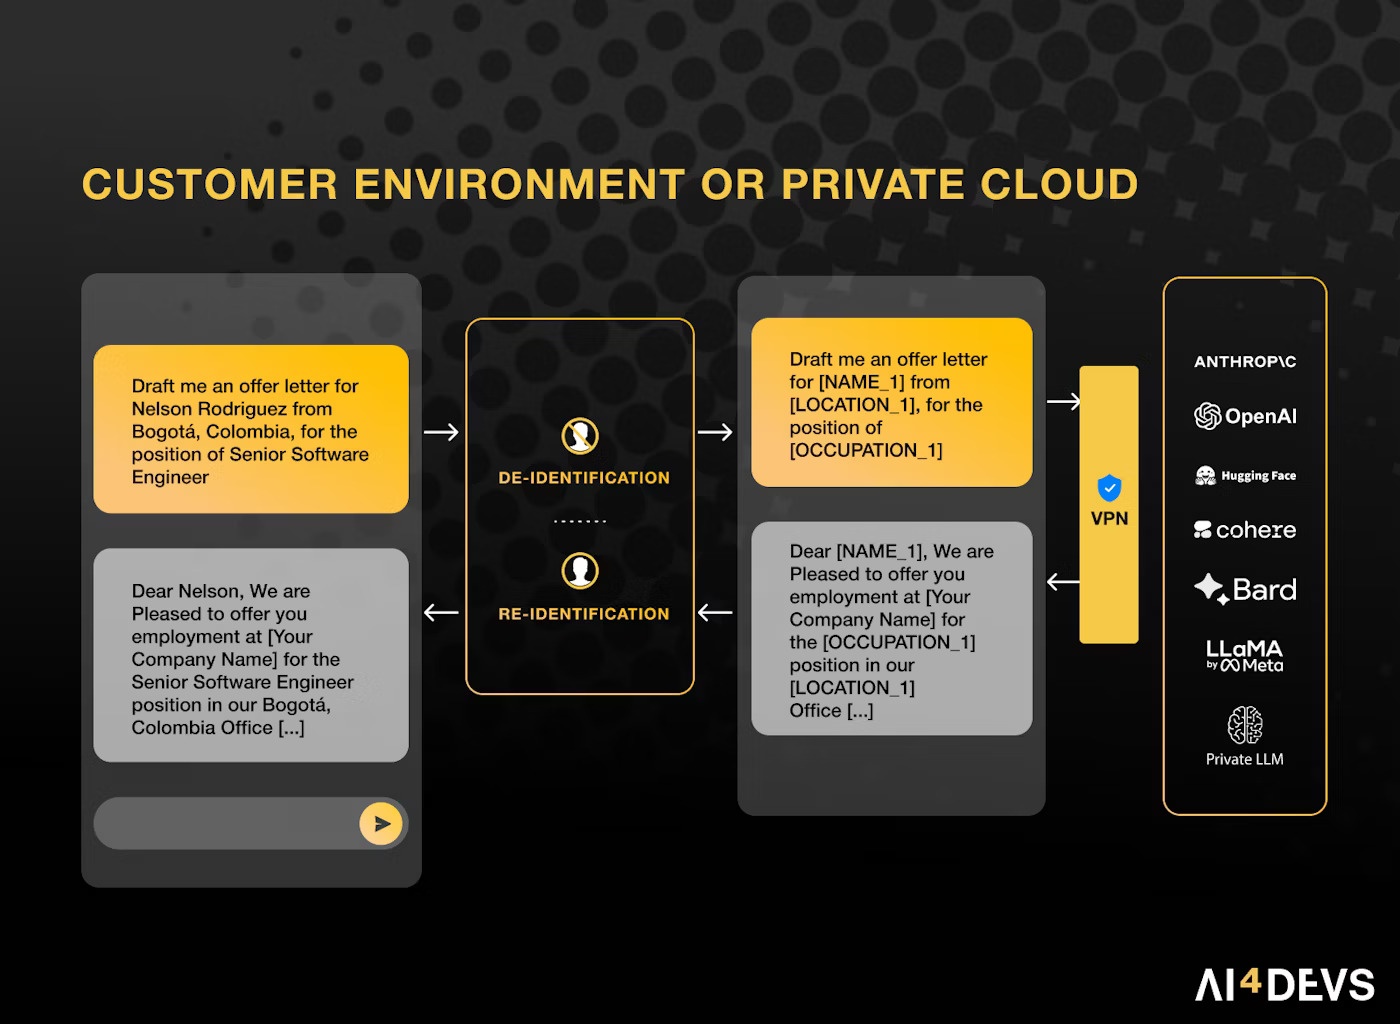 CUSTOMER ENVIRONMENT OR PRIVATE CLOUD
Draft me an offer letter for
Nelson Rodriguez from
Bogotá, Colombia, for the
position of Senior Software
Engineer
Dear Nelson, We are
Pleased to offer you
employment at [Your
Company Name] for the
Senior Software Engineer
position in our Bogotá,
Colombia Office [...]
DE-IDENTIFICATION
RE-IDENTIFICATION
Draft me an offer letter
for [NAME_1] from
[LOCATION_1], for the
position of
[OCCUPATION_1]
Dear [NAME_1], We are
Pleased to offer you
employment at [Your
Company Name] for
the [OCCUPATION_1]
position in our
[LOCATION_1]
Office [...]
VPN
ANTHROP\C
OpenAI
Hugging Face
cohere
Bard
LLaMA
by Meta
Private LLM
AI4DEVS